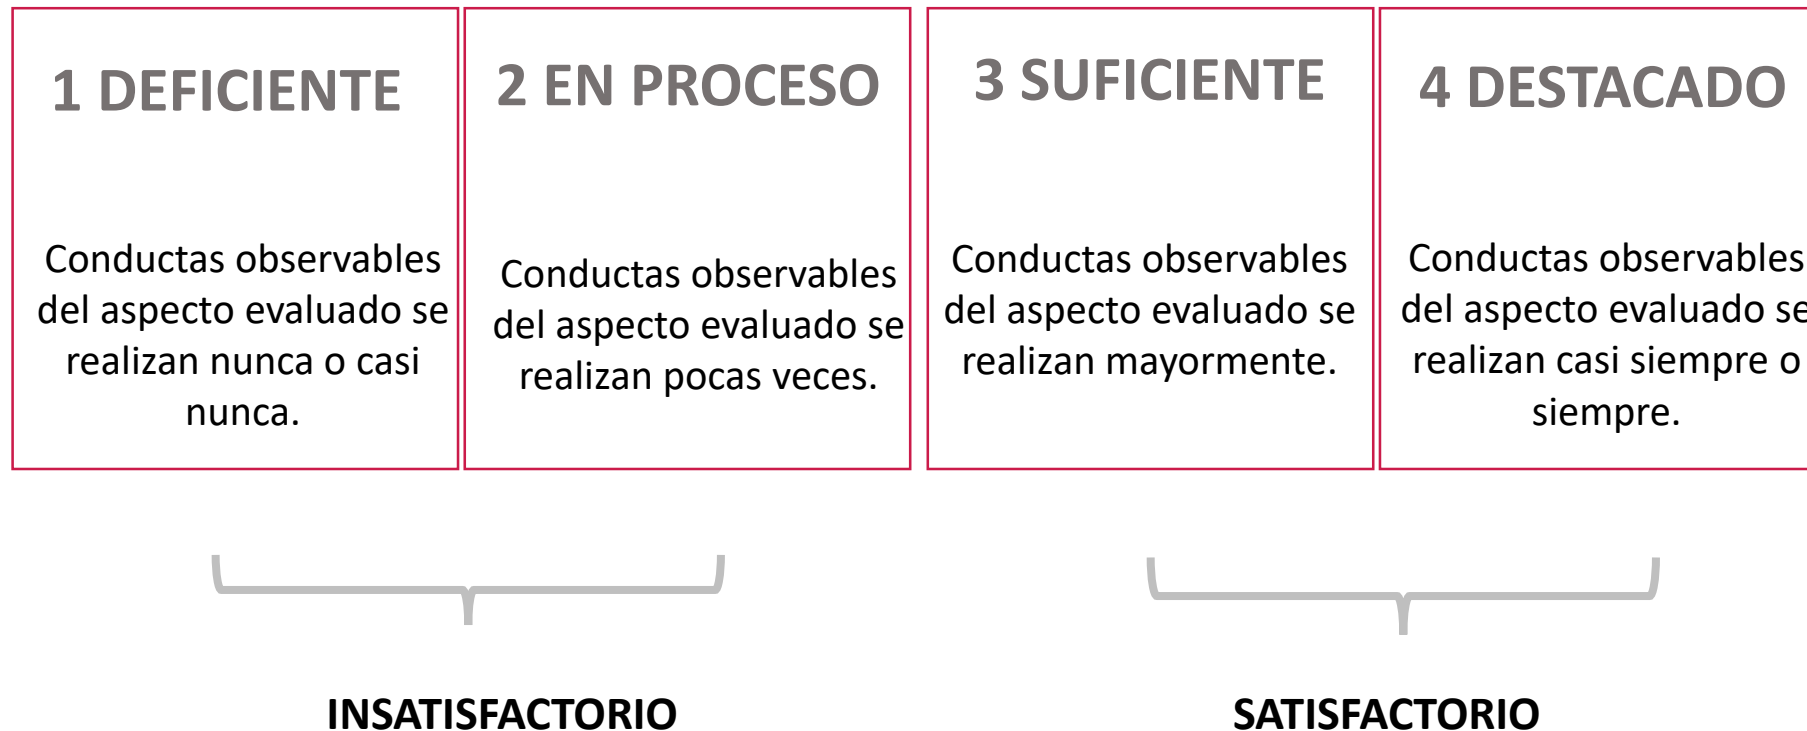 1 DEFICIENTE
Conductas observables
del aspecto evaluado se
realizan nunca o casi
nunca.
2 EN PROCESO
Conductas observables
del aspecto evaluado se
realizan pocas veces.
3 SUFICIENTE
Conductas observables
del aspecto evaluado se
realizan mayormente.
4 DESTACADO
Conductas observables
del aspecto evaluado se
realizan casi siempre o
siempre.
INSATISFACTORIO
SATISFACTORIO